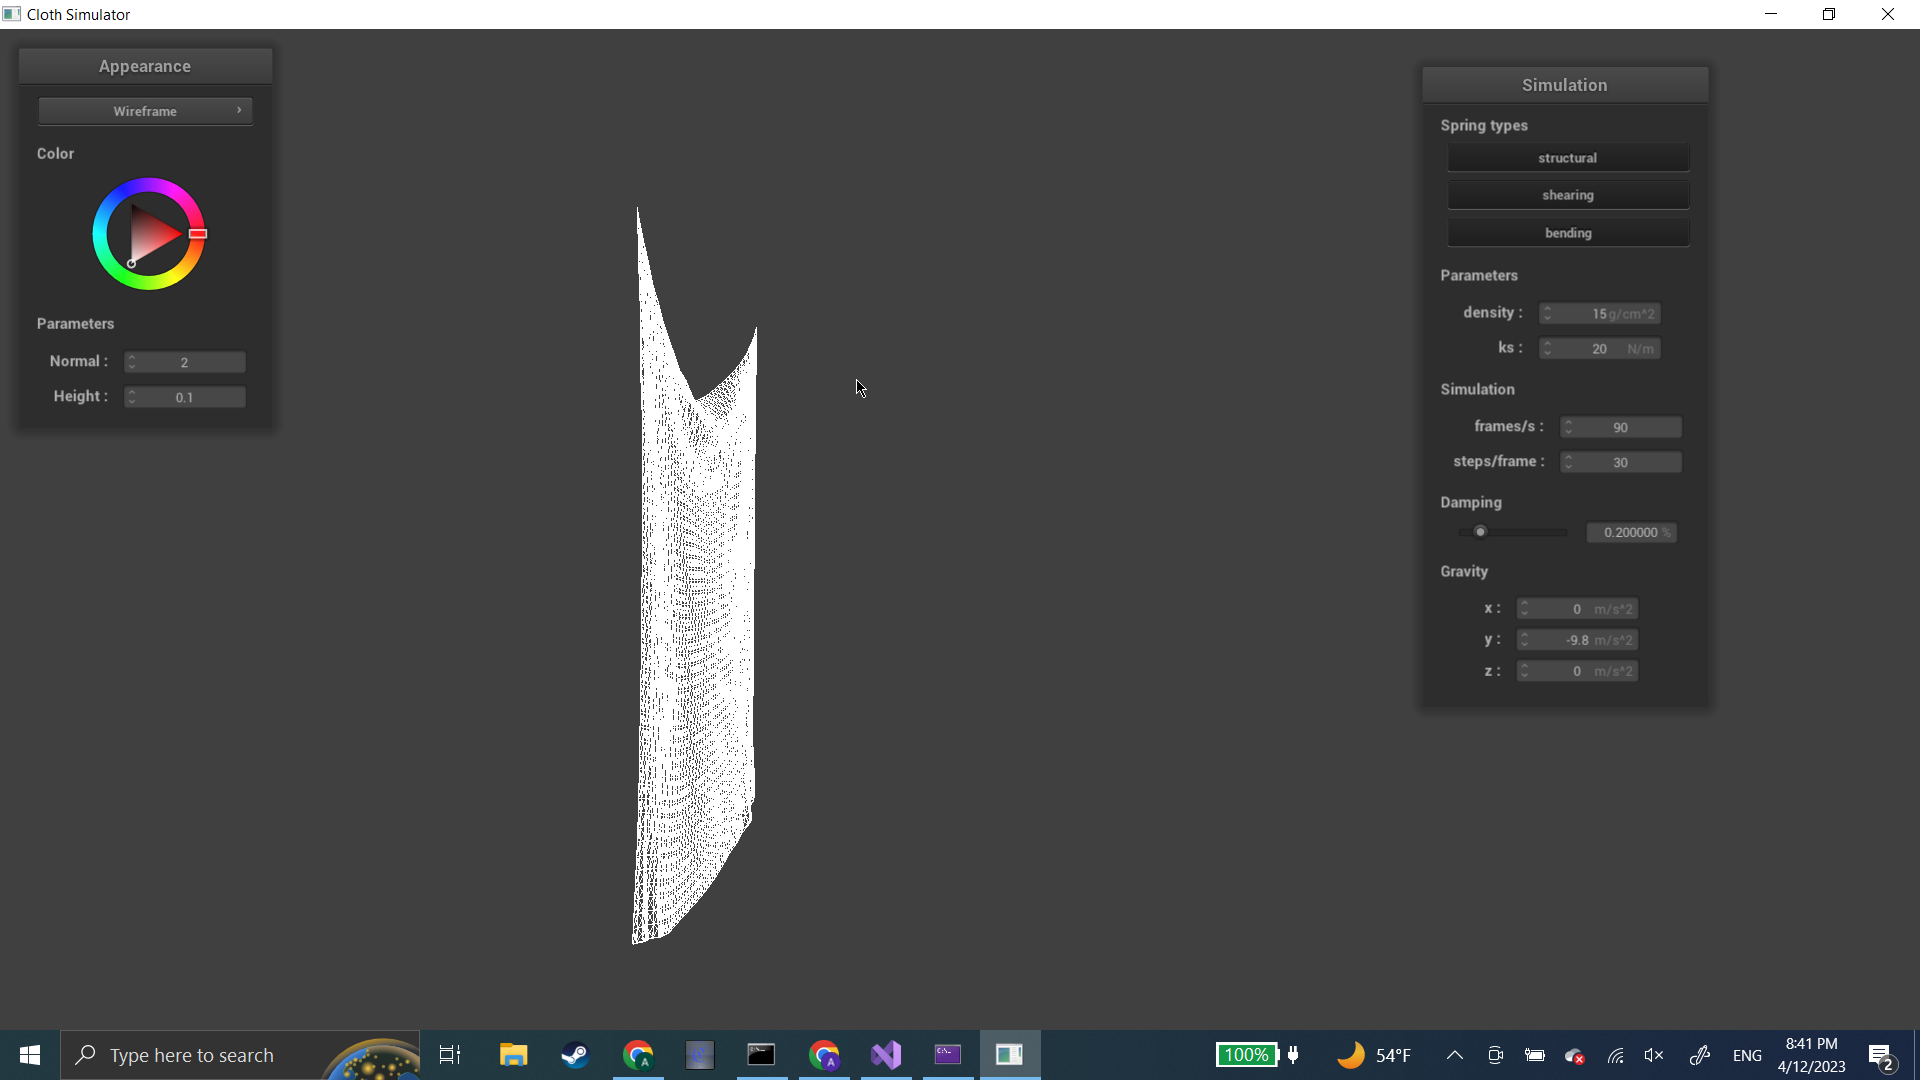 Cloth Simulator
Appearance
Wireframe
Color
Parameters
Normal : 2
Height : 0.1
Simulation
Spring types
structural
shearing
bending
Parameters
density : 15 g/cm^2
ks : 20 N/m
Simulation
frames/s : 90
steps/frame : 30
Damping
0.200000 %
Gravity
x : 0 m/s^2
y : -9.8 m/s^2
z : 0 m/s^2
Type here to search
100%
54°F
ENG
8:41 PM
4/12/2023
2